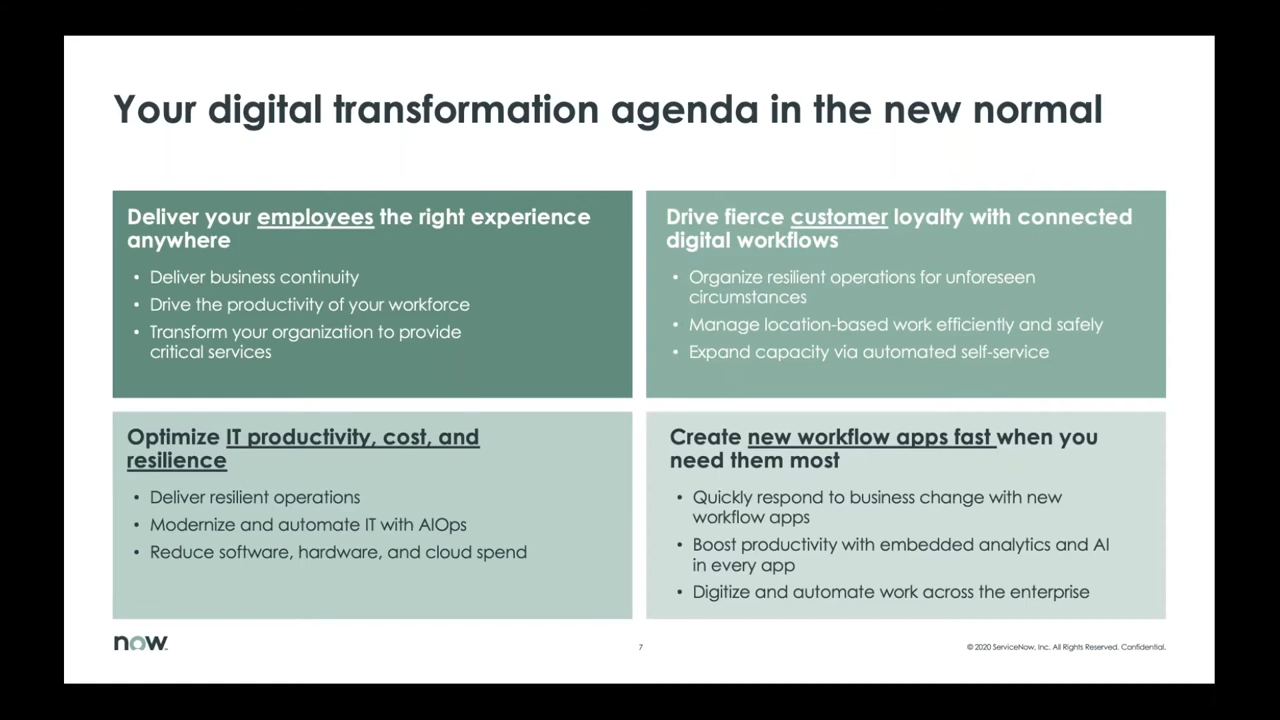 Your digital transformation agenda in the new normal
Deliver your employees the right experience
anywhere
• Deliver business continuity
• Drive the productivity of your workforce
• Transform your organization to provide
critical services
Drive fierce customer loyalty with connected
digital workflows
• Organize resilient operations for unforeseen
circumstances
• Manage location-based work efficiently and safely
• Expand capacity via automated self-service
Optimize IT productivity, cost, and
resilience
• Deliver resilient operations
• Modernize and automate IT with AIOps
• Reduce software, hardware, and cloud spend
Create new workflow apps fast when you
need them most
• Quickly respond to business change with new
workflow apps
• Boost productivity with embedded analytics and AI
in every app
• Digitize and automate work across the enterprise
now
7
© 2020 ServiceNow, Inc. All Rights Reserved. Confidential.